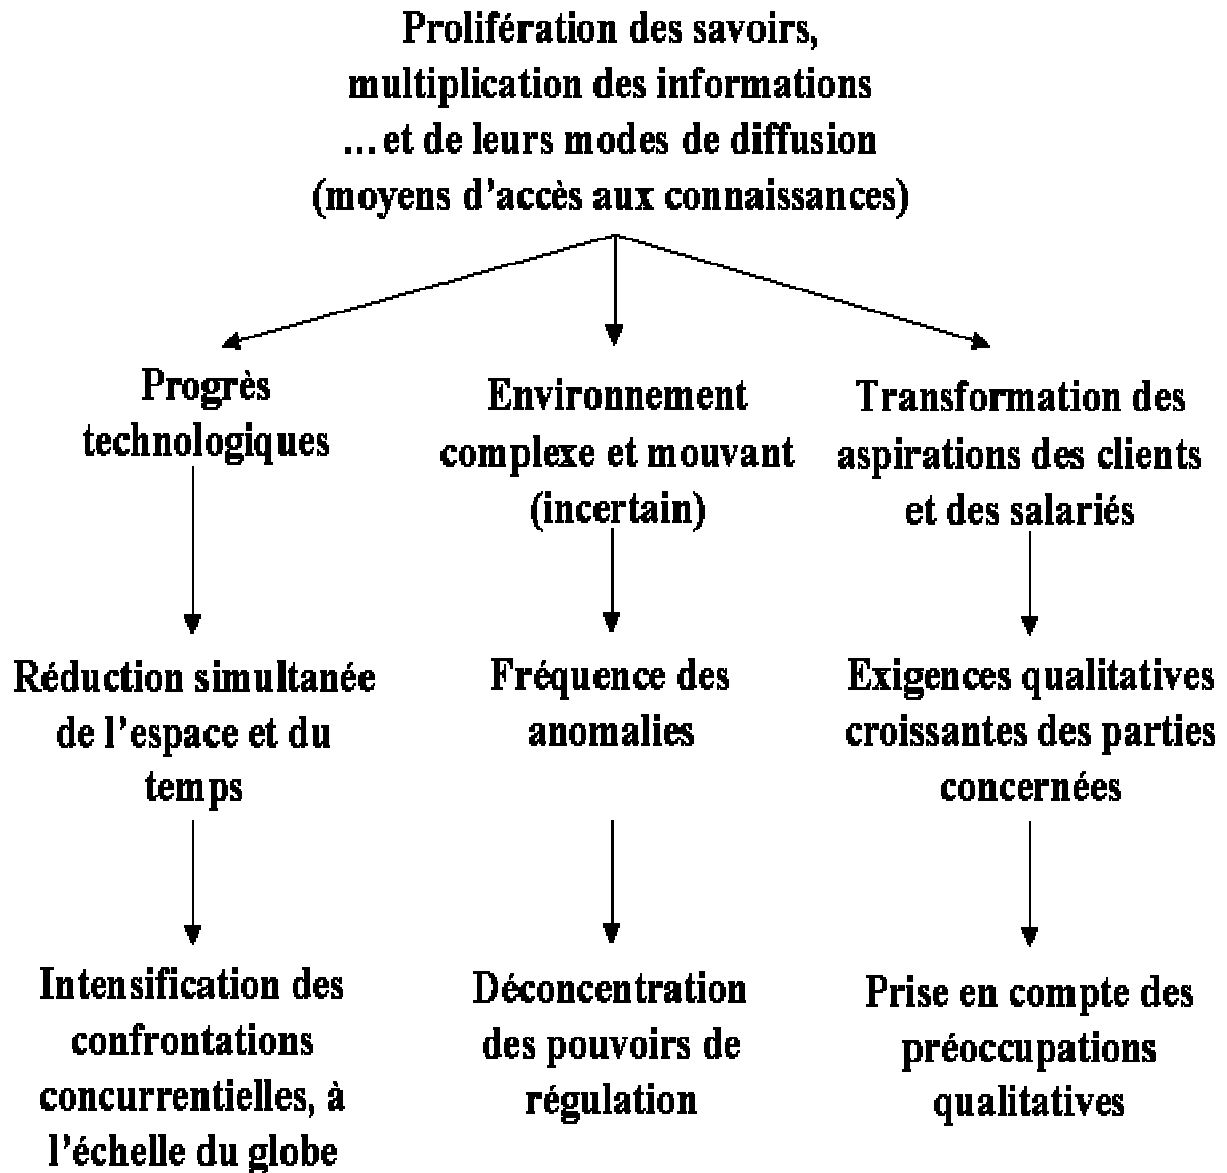 Prolifération des savoirs,
multiplication des informations
…et de leurs modes de diffusion
(moyens d'accès aux connaissances)
Progrès
technologiques
Environnement
complexe et mouvant
(incertain)
Transformation des
aspirations des clients
et des salariés
Réduction simultanée
de l'espace et du
temps
Fréquence des
anomalies
Exigences qualitatives
croissantes des parties
concernées
Intensification des
confrontations
concurrentielles, à
l'échelle du globe
Déconcentration
des pouvoirs de
régulation
Prise en compte des
préoccupations
qualitatives